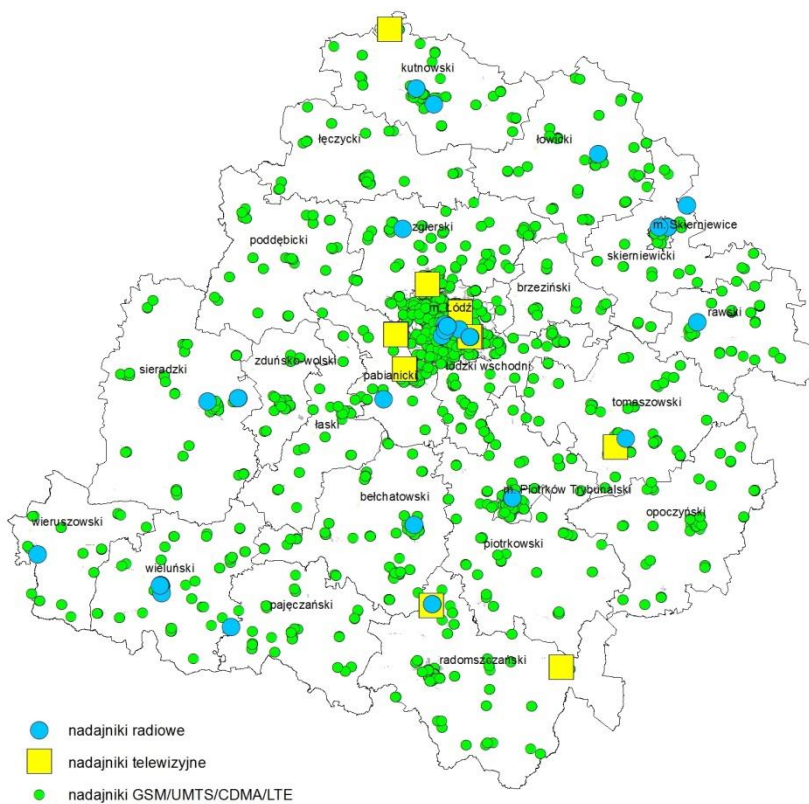 kutnowski
łęczycki
łowicki
zgierski
m. Skierniewice
poddębicki
skierniewicki
brzeziński
m. Łódź
rawski
sieradzki
zduńsko-wolski
pabianicki
łódzki wschodni
łaski
tomaszowski
bełchatowski
m. Piotrków Trybunalski
opoczyński
wieruszowski
piotrkowski
wieluński
pajęczański
radomszczański
nadajniki radiowe
nadajniki telewizyjne
nadajniki GSM/UMTS/CDMA/LTE